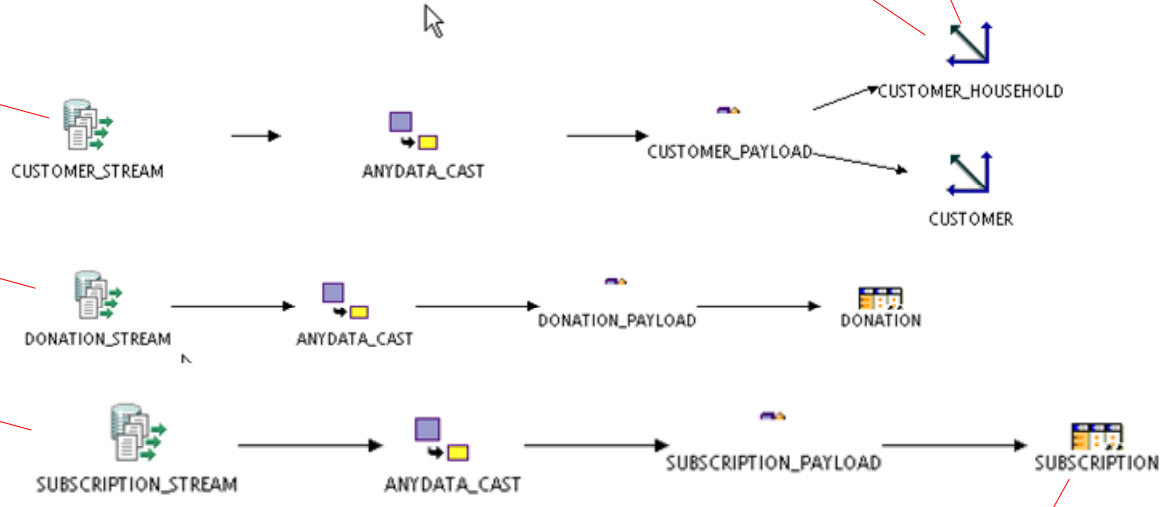 CUSTOMER_HOUSEHOLD
CUSTOMER_STREAM
ANYDATA_CAST
CUSTOMER_PAYLOAD
CUSTOMER
DONATION_STREAM
ANYDATA_CAST
DONATION_PAYLOAD
DONATION
SUBSCRIPTION_STREAM
ANYDATA_CAST
SUBSCRIPTION_PAYLOAD
SUBSCRIPTION